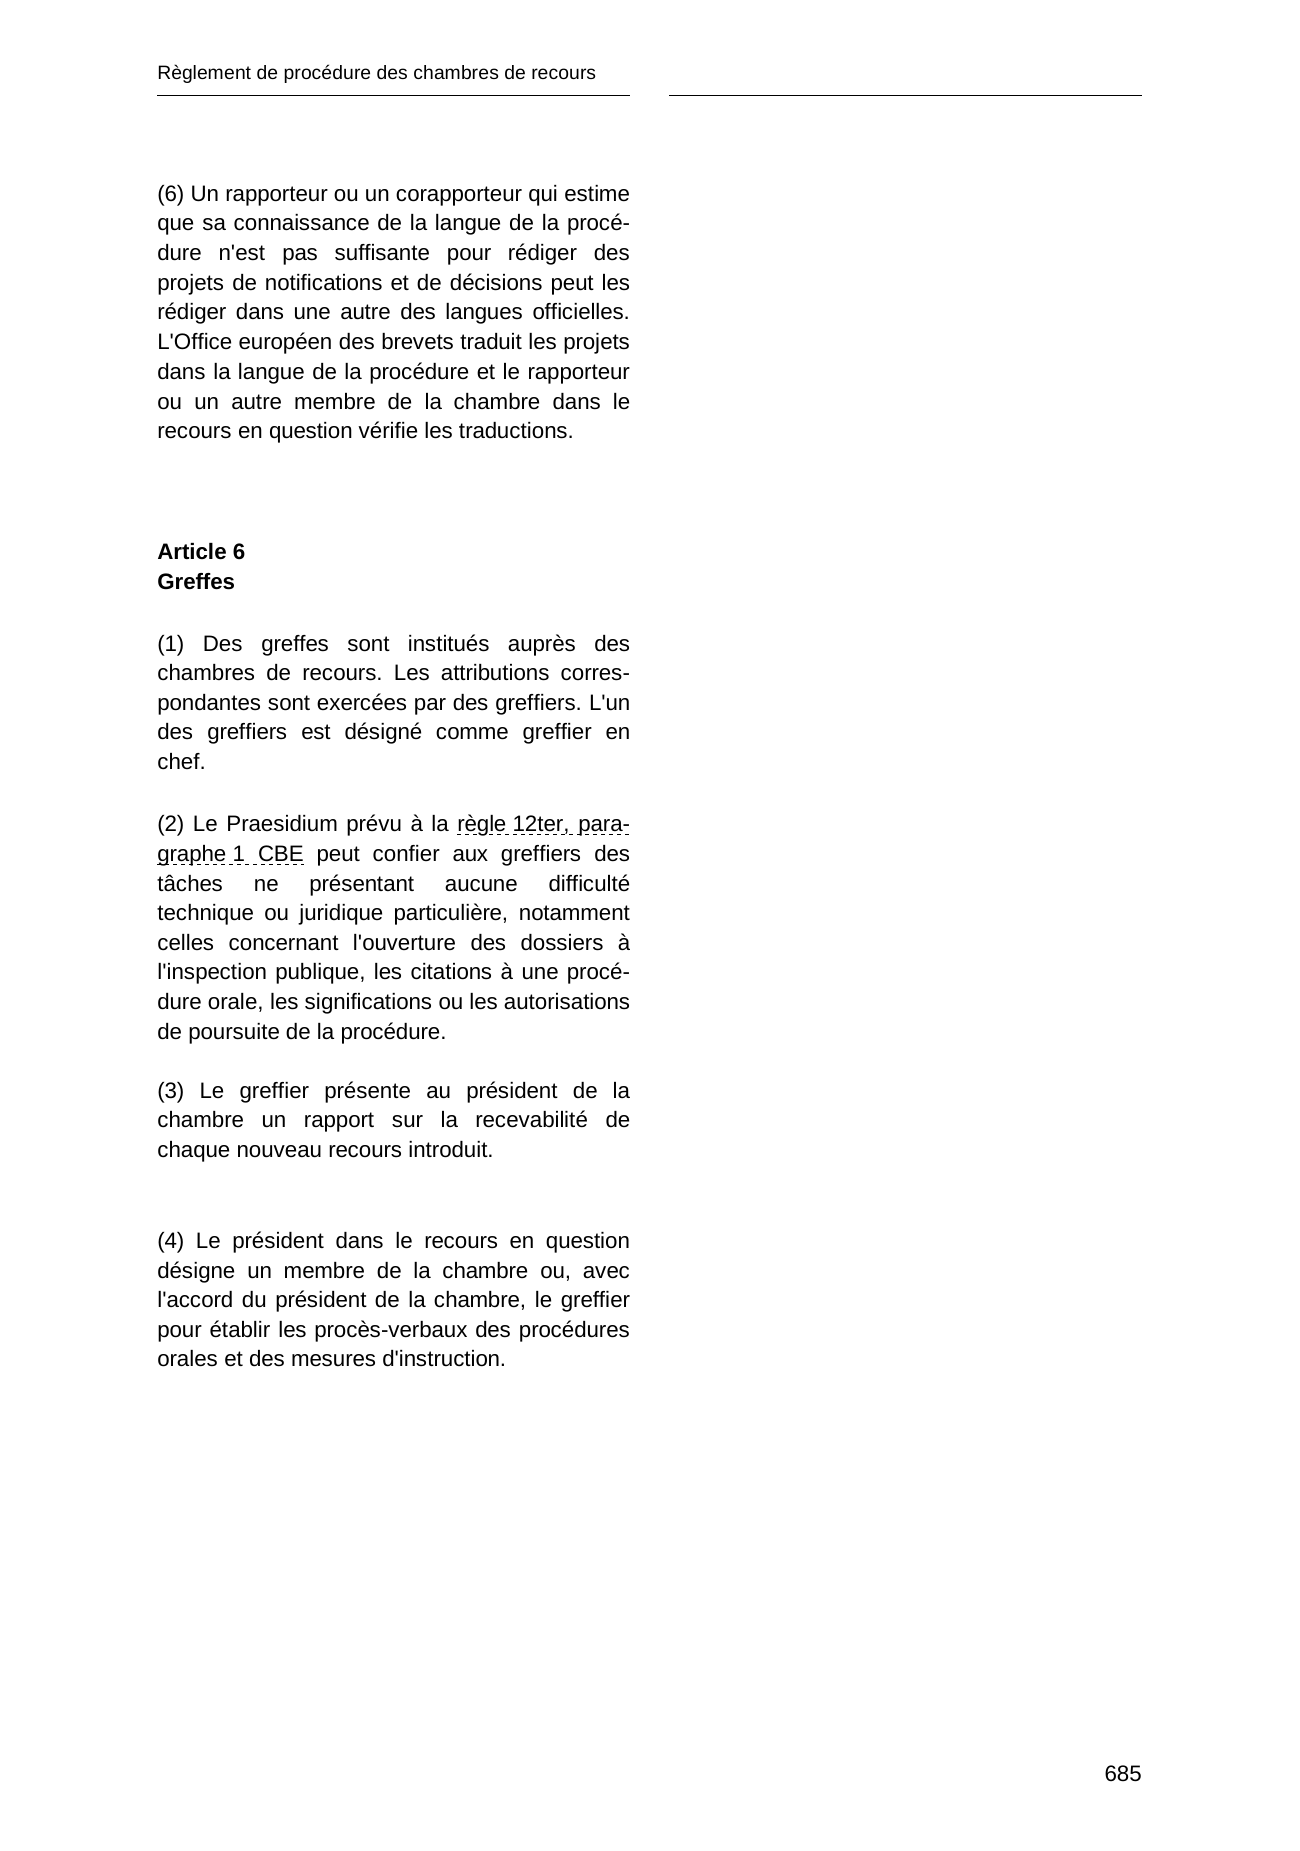 Règlement de procédure des chambres de recours
(6) Un rapporteur ou un corapporteur qui estime
que sa connaissance de la langue de la procé-
dure n'est pas suffisante pour rédiger des
projets de notifications et de décisions peut les
rédiger dans une autre des langues officielles.
L'Office européen des brevets traduit les projets
dans la langue de la procédure et le rapporteur
ou un autre membre de la chambre dans le
recours en question vérifie les traductions.
Article 6
Greffes
(1) Des greffes sont institués auprès des
chambres de recours. Les attributions corres-
pondantes sont exercées par des greffiers. L'un
des greffiers est désigné comme greffier en
chef.
(2) Le Praesidium prévu à la règle 12ter, para-
graphe 1 CBE peut confier aux greffiers des
tâches ne présentant aucune difficulté
technique ou juridique particulière, notamment
celles concernant l'ouverture des dossiers à
l'inspection publique, les citations à une procé-
dure orale, les significations ou les autorisations
de poursuite de la procédure.
(3) Le greffier présente au président de la
chambre un rapport sur la recevabilité de
chaque nouveau recours introduit.
(4) Le président dans le recours en question
désigne un membre de la chambre ou, avec
l'accord du président de la chambre, le greffier
pour établir les procès-verbaux des procédures
orales et des mesures d'instruction.
685